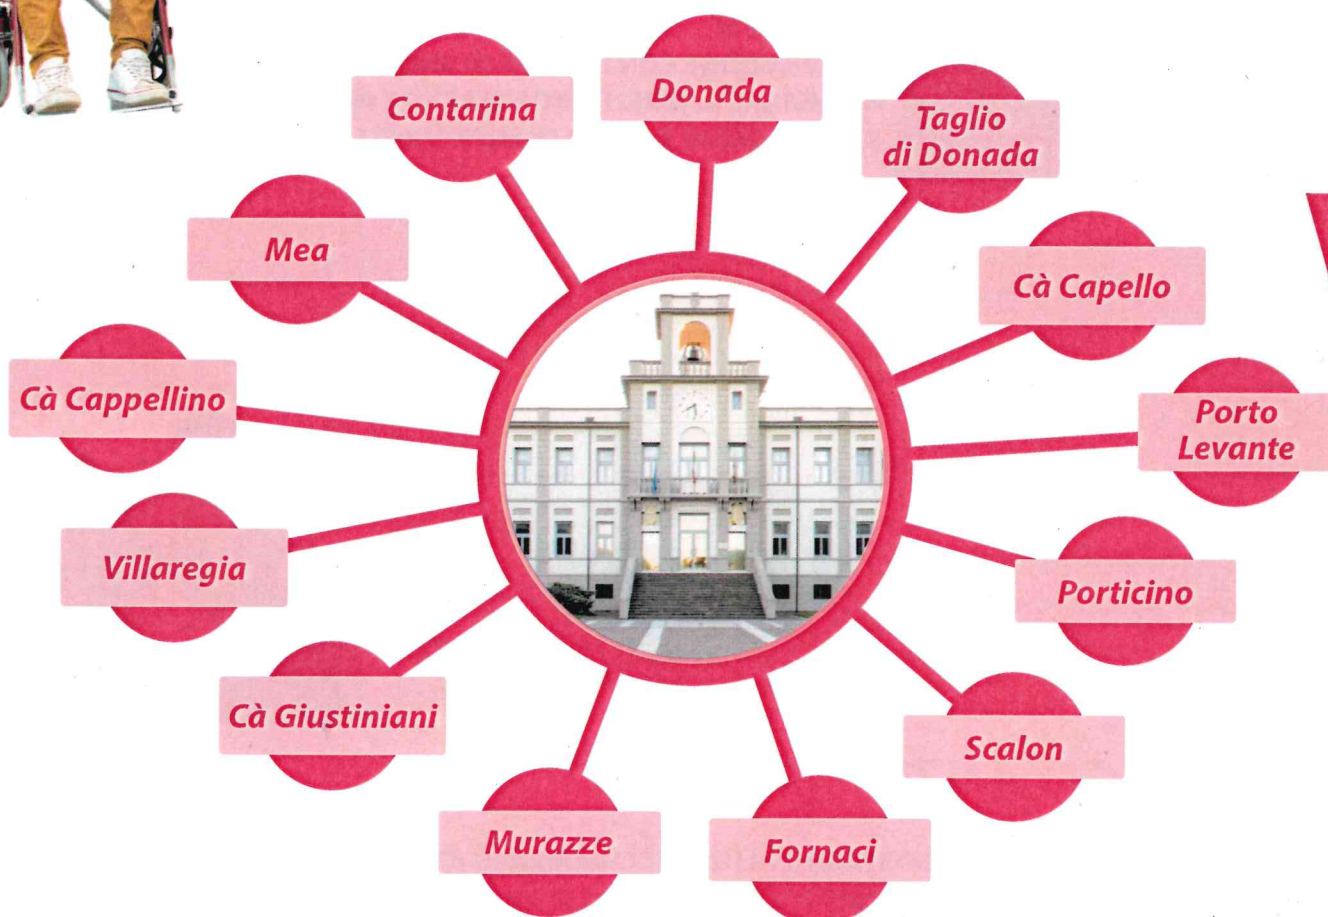 Donada
Contarina
Taglio
di Donada
Mea
Cà Capello
Cà Cappellino
Porto
Levante
Villaregia
Porticino
Cà Giustiniani
Scalon
Murazze
Fornaci